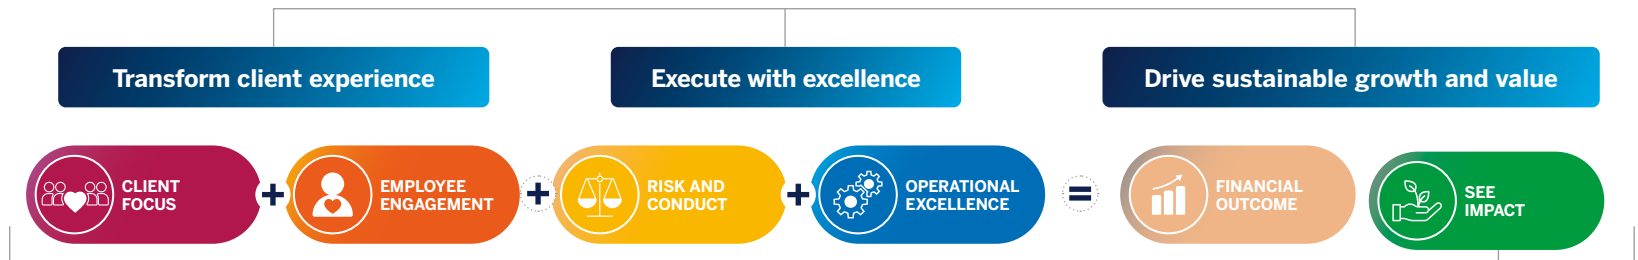 Transform client experience
Execute with excellence
Drive sustainable growth and value
CLIENT
FOCUS
+
EMPLOYEE
ENGAGEMENT
+
RISK AND
CONDUCT
+
OPERATIONAL
EXCELLENCE
=
FINANCIAL
OUTCOME
SEE
IMPACT